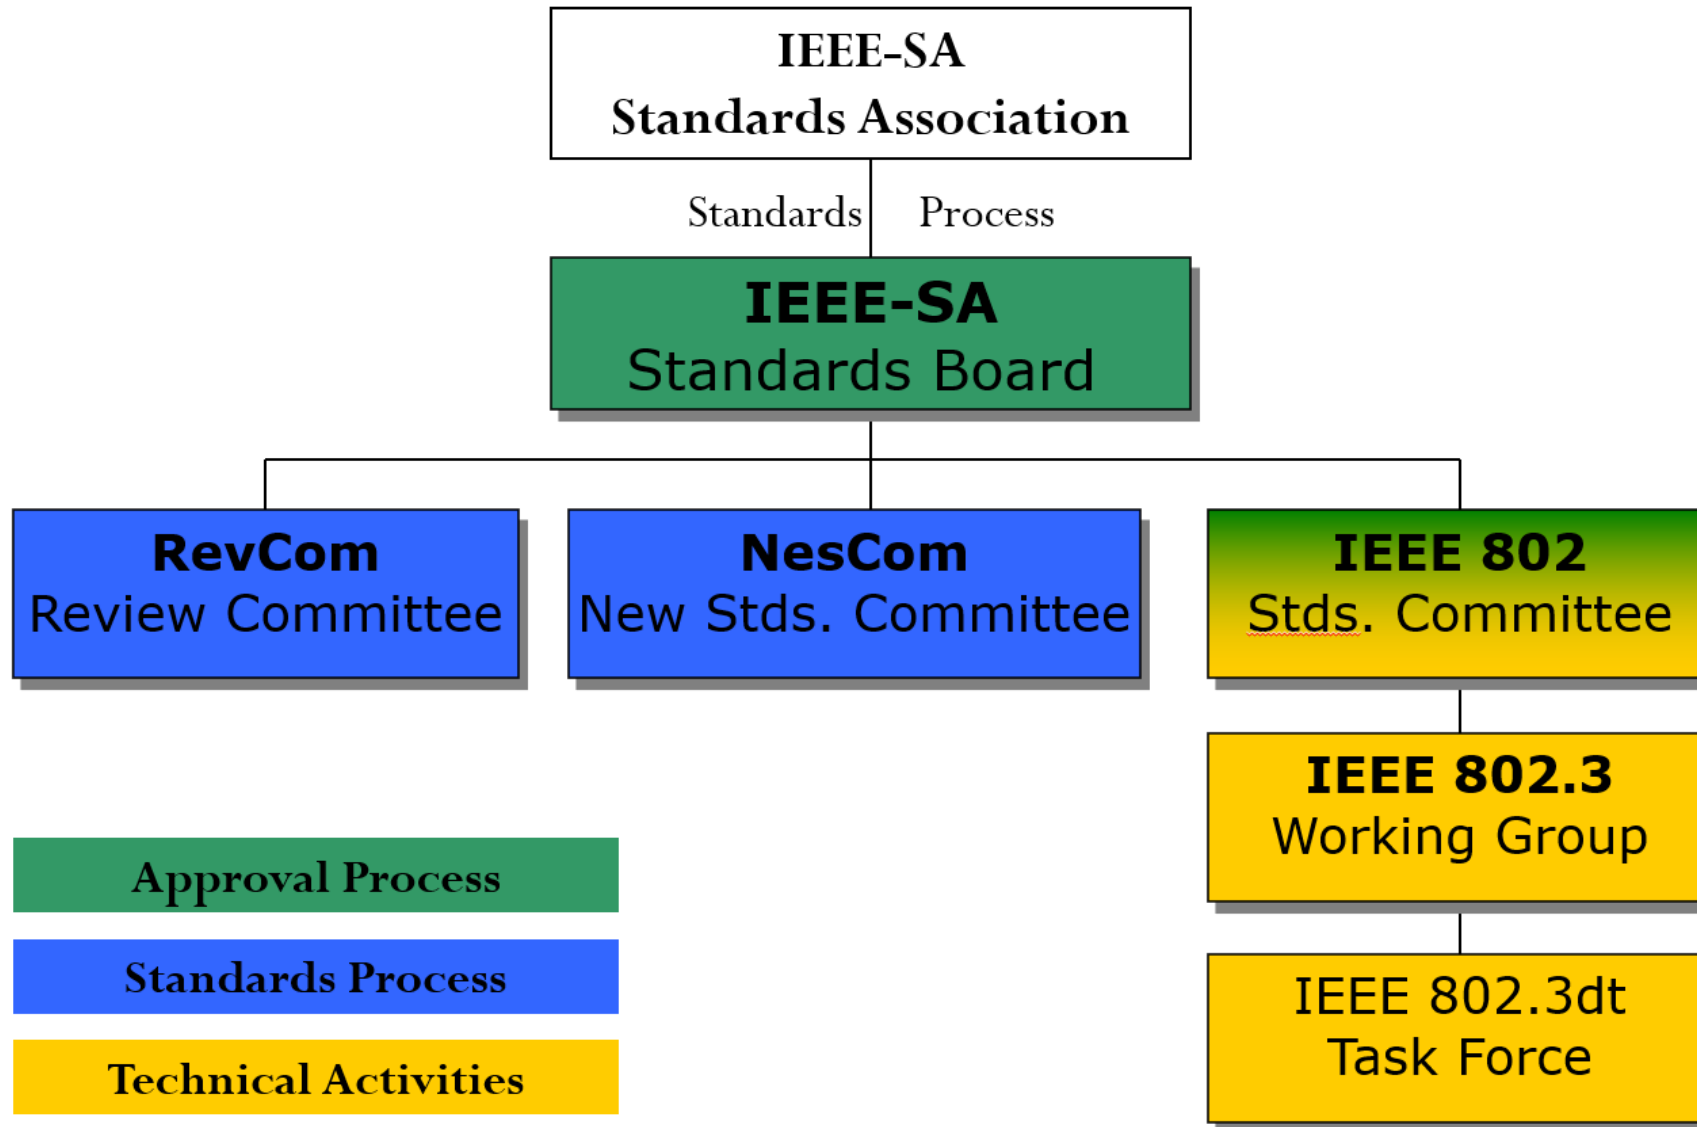 IEEE-SA
Standards Association
Standards Process
IEEE-SA
Standards Board
RevCom
Review Committee
NesCom
New Stds. Committee
IEEE 802
Stds. Committee
IEEE 802.3
Working Group
IEEE 802.3dt
Task Force
Approval Process
Standards Process
Technical Activities